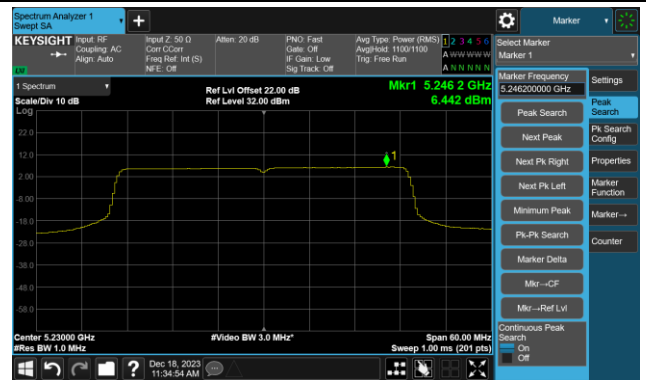 Spectrum Analyzer 1
Swept SA
Marker
KEYSIGHT
Input: RF
Coupling: AC
Align: Auto
Input Z: 50 Ω
Corr CCorr
Freq Ref: Int (S)
NFE: Off
Atten: 20 dB
PNO: Fast
Gate: Off
IF Gain: Low
Sig Track: Off
Avg Type: Power (RMS)
Avg|Hold: 1100/1100
Trig: Free Run
1 2 3 4 5 6
A W W W W W
A N N N N N
LW
Select Marker
Marker 1
1 Spectrum
Scale/Div 10 dB
Log
Ref Lvl Offset 22.00 dB
Ref Level 32.00 dBm
Mkr1 5.246 2 GHz
6.442 dBm
22.0
12.0
2.00
-8.00
-18.0
-28.0
-38.0
-48.0
-58.0
1
Center 5.23000 GHz
#Res BW 1.0 MHz
#Video BW 3.0 MHz*
Span 60.00 MHz
Sweep 1.00 ms (201 pts)
Marker Frequency
5.246200000 GHz
Peak Search
Next Peak
Next Pk Right
Next Pk Left
Minimum Peak
Pk-Pk Search
Marker Delta
Mkr→CF
Mkr→Ref Lvl
Continuous Peak
Search
On
Off
Settings
Peak
Search
Pk Search
Config
Properties
Marker
Function
Marker→
Counter
?
Dec 18, 2023
11:34:54 AM